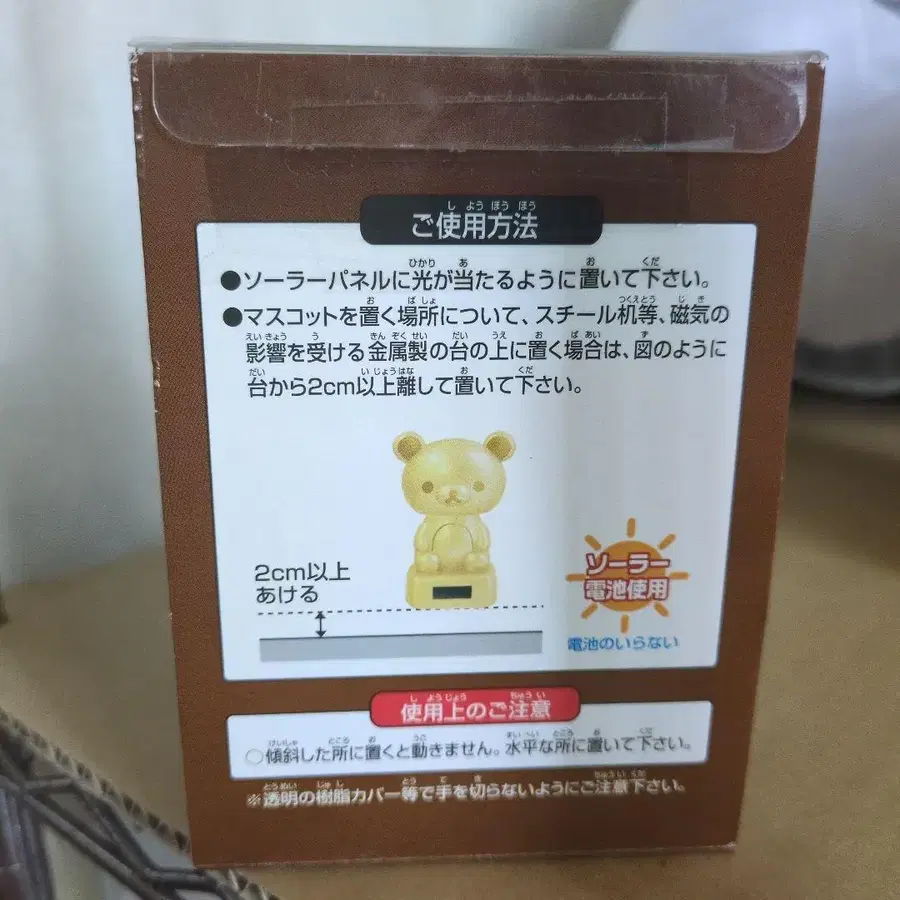 ご使用方法
●ソーラーパネルに光が当たるように置いて下さい。
●マスコットを置く場所について、スチール机等、磁気の
影響を受ける金属製の台の上に置く場合は、図のように
台から2cm以上離して置いて下さい。
2cm以上
あける
ソーラー
電池使用
電池のいらない
使用上のご注意
○傾斜した所に置くと動きません。水平な所に置いて下さい。
※透明の樹脂カバー等で手を切らないようにご注意下さい。